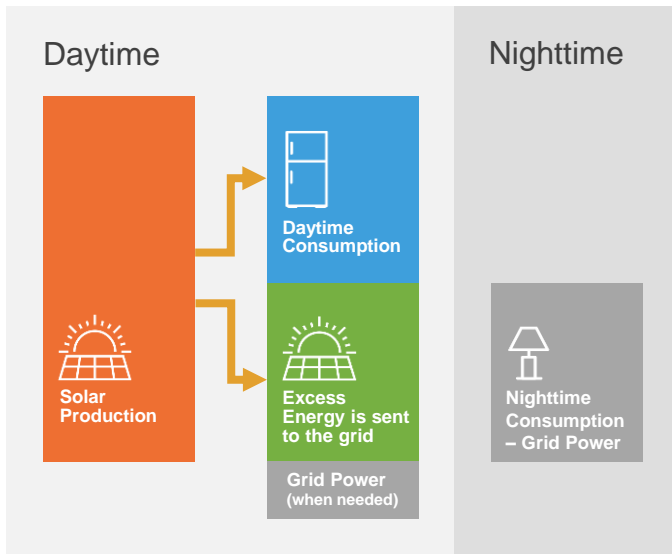 Daytime
Nighttime
Solar
Production
Daytime
Consumption
Excess
Energy is sent
to the grid
Grid Power
(when needed)
Nighttime
Consumption
– Grid Power